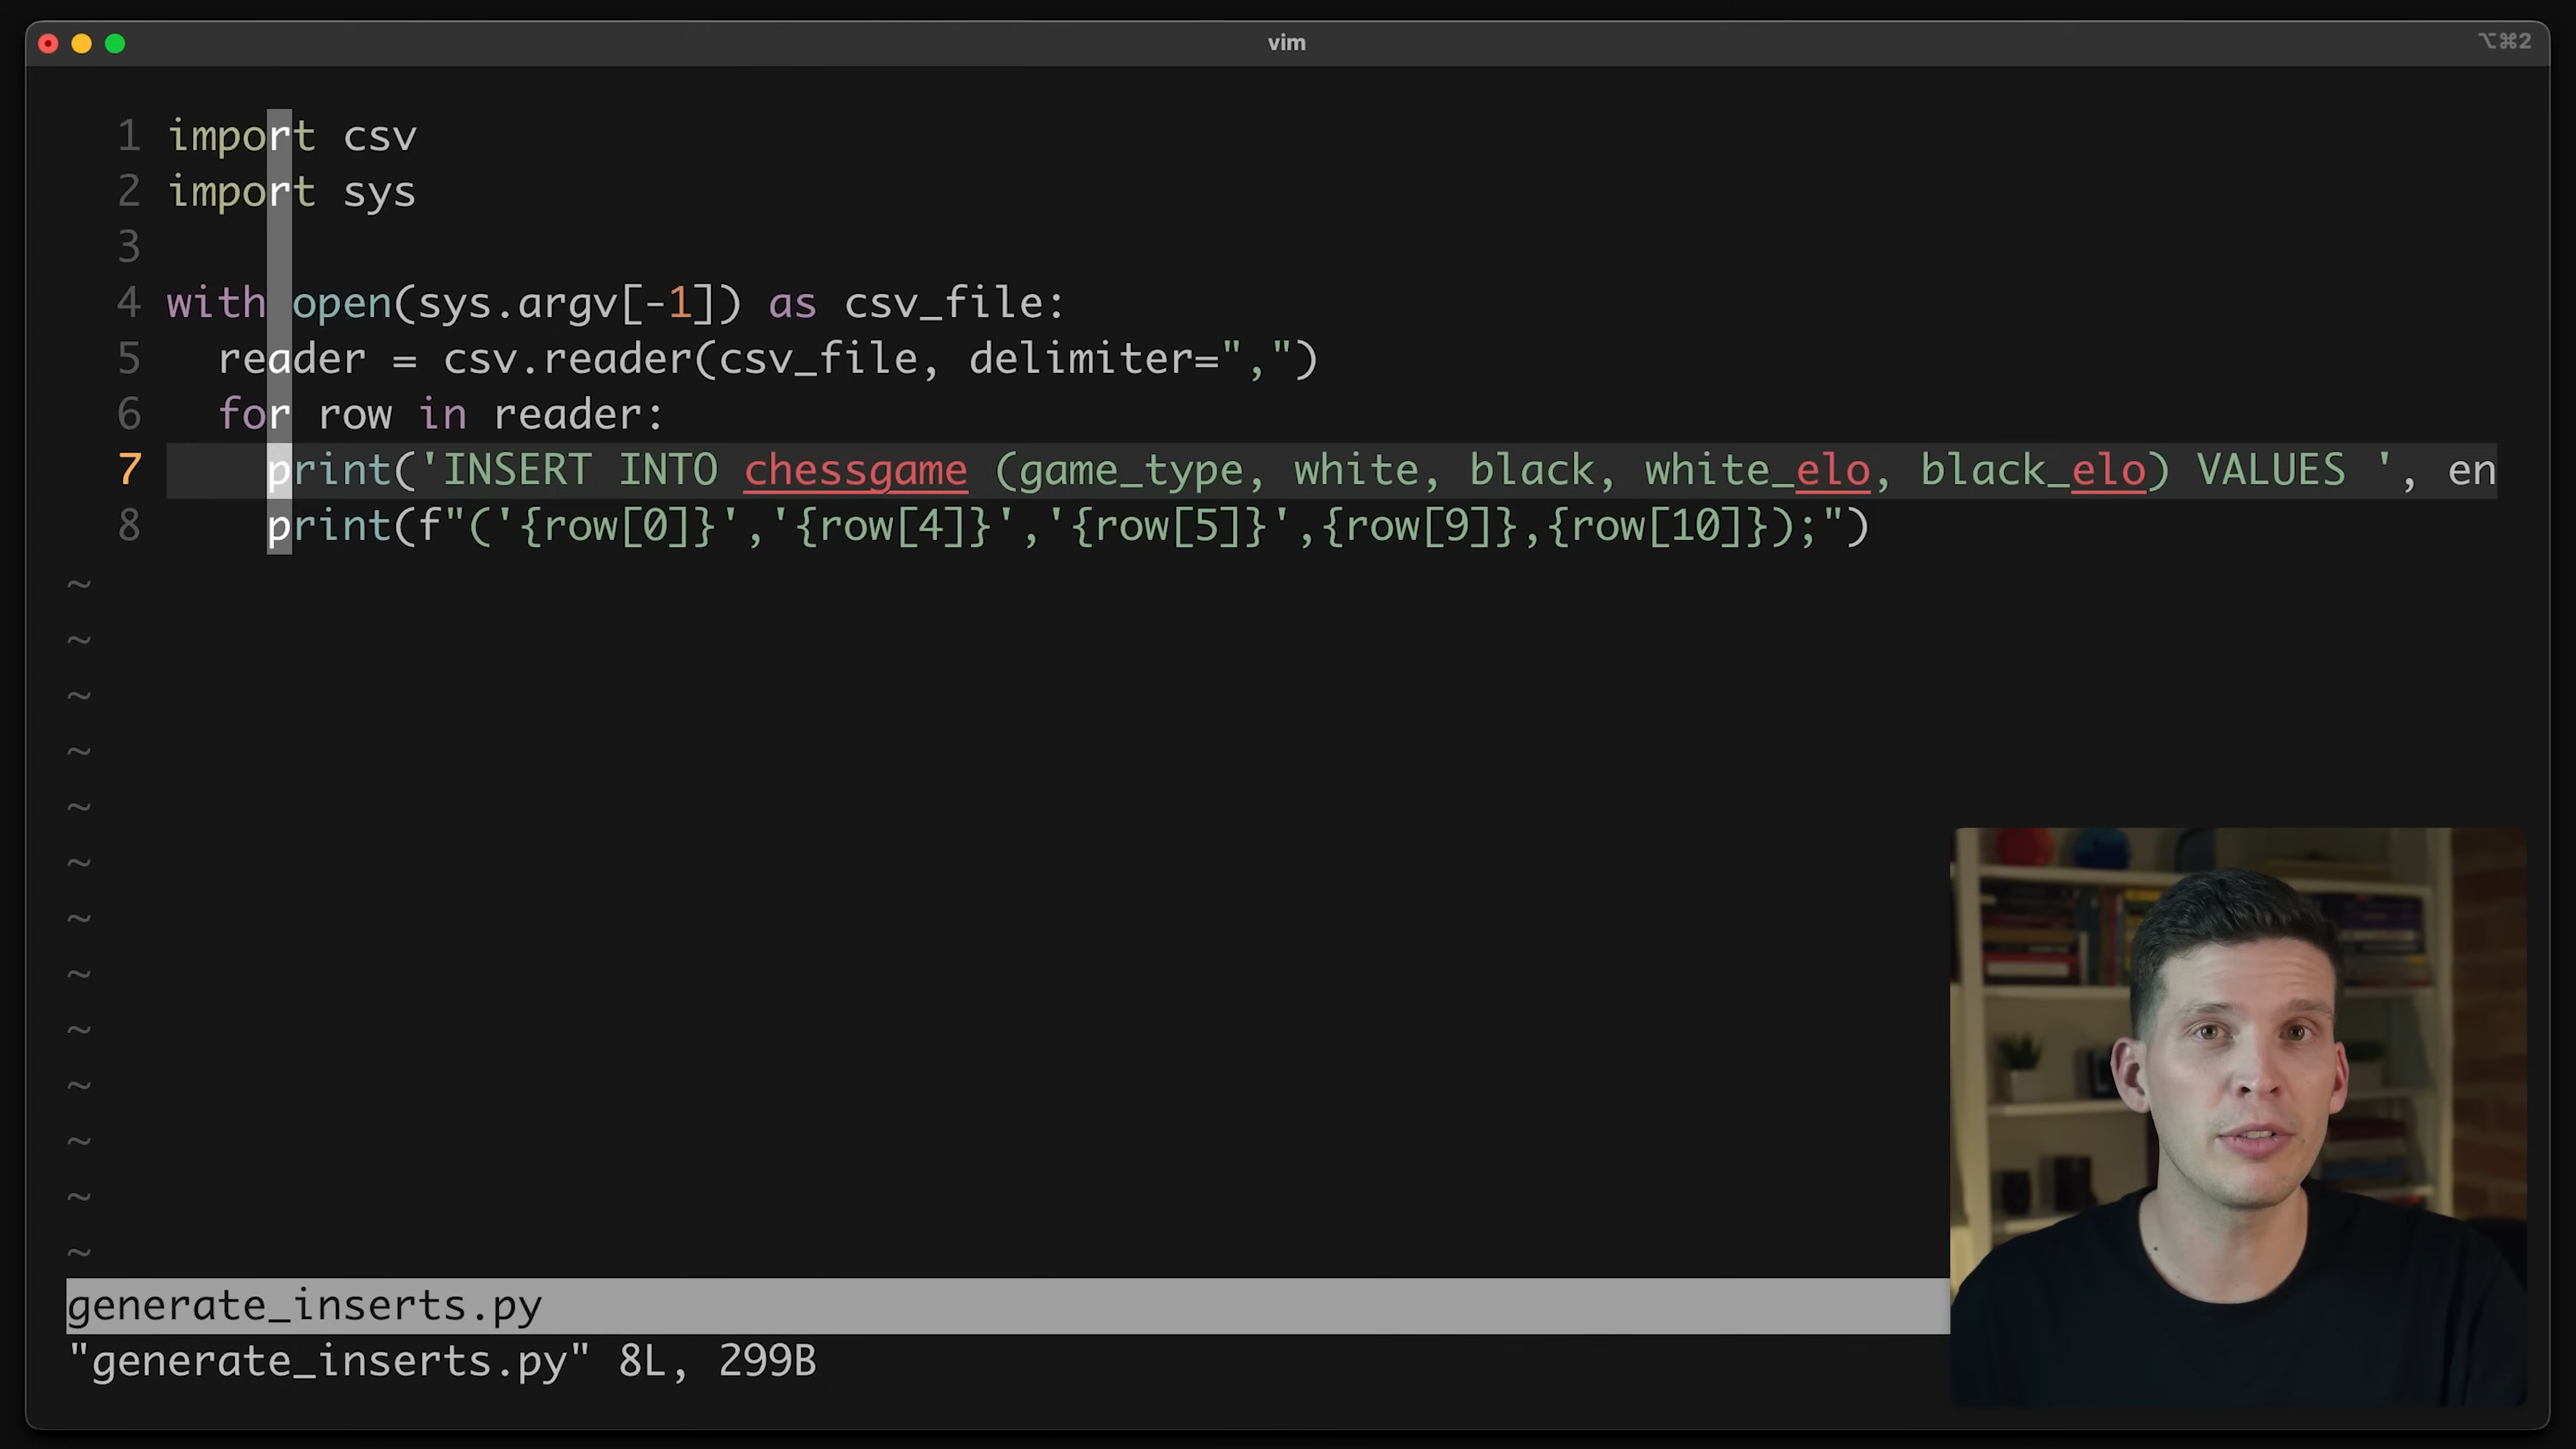 vim
⌥⌘2
1 import csv
2 import sys
3
4 with open(sys.argv[-1]) as csv_file:
5   reader = csv.reader(csv_file, delimiter=",")
6   for row in reader:
7     print('INSERT INTO chessgame (game_type, white, black, white_elo, black_elo) VALUES ', en
8     print(f"('{row[0]}','{row[4]}','{row[5]}',{row[9]},{row[10]});")
~
~
~
~
~
~
~
~
~
~
~
~
~
generate_inserts.py
"generate_inserts.py" 8L, 299B